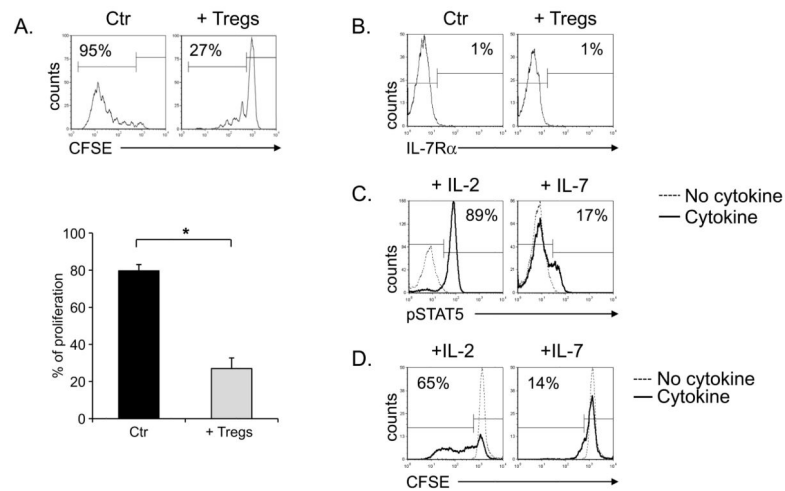 A.
Ctr
+ Tregs
95%
27%
counts
CFSE
% of proliferation
100
80
60
40
20
0
*
Ctr
+ Tregs
B.
Ctr
+ Tregs
1%
1%
counts
IL-7Rα
C.
+ IL-2
+ IL-7
89%
17%
No cytokine
Cytokine
counts
pSTAT5
D.
+IL-2
+IL-7
65%
14%
No cytokine
Cytokine
counts
CFSE